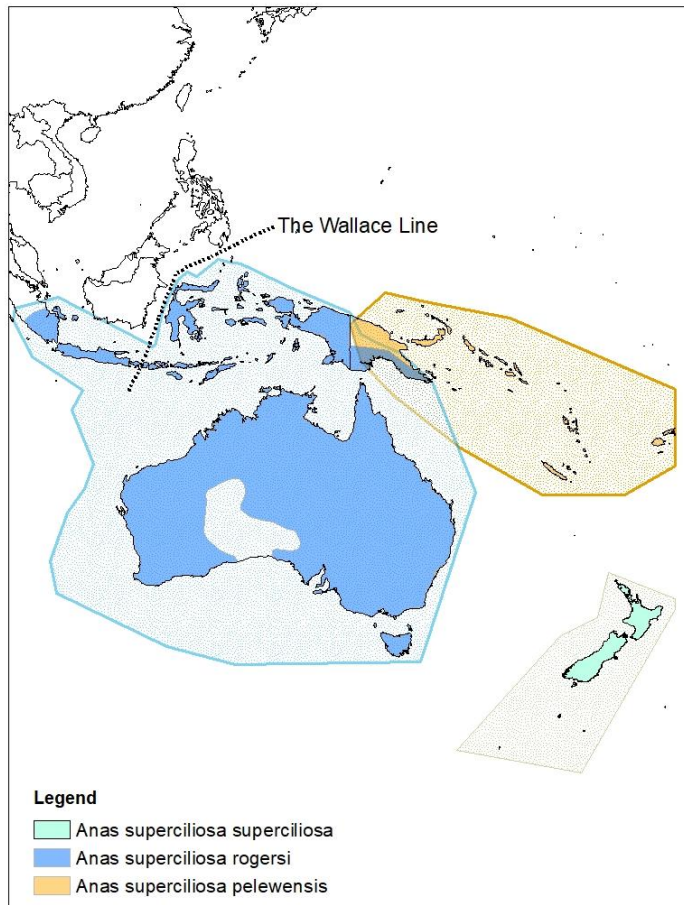 The Wallace Line
Legend
Anas superciliosa superciliosa
Anas superciliosa rogersi
Anas superciliosa pelewensis